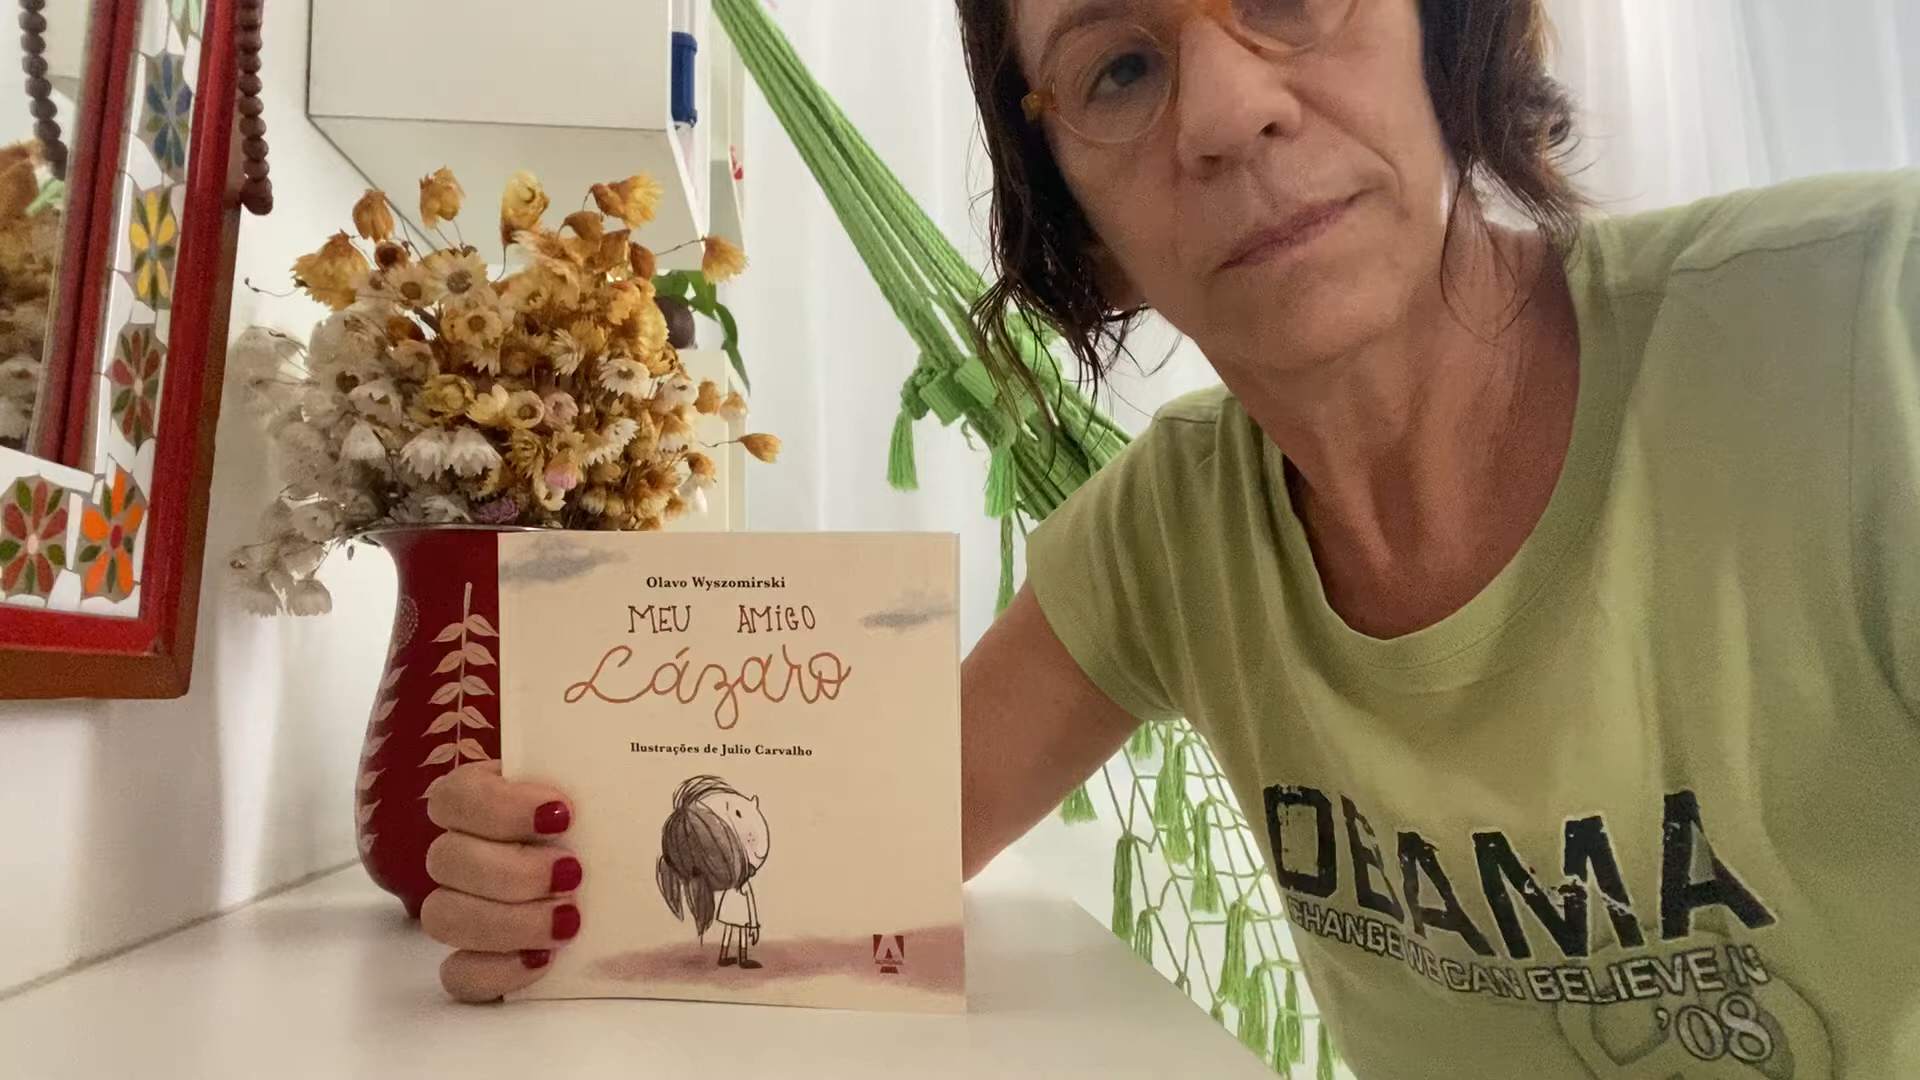 Olavo Wyszomirski
MEU AMIGO
Lázaro
Ilustrações de Julio Carvalho
OBAMA
CHANGE WE CAN BELIEVE IN
'08